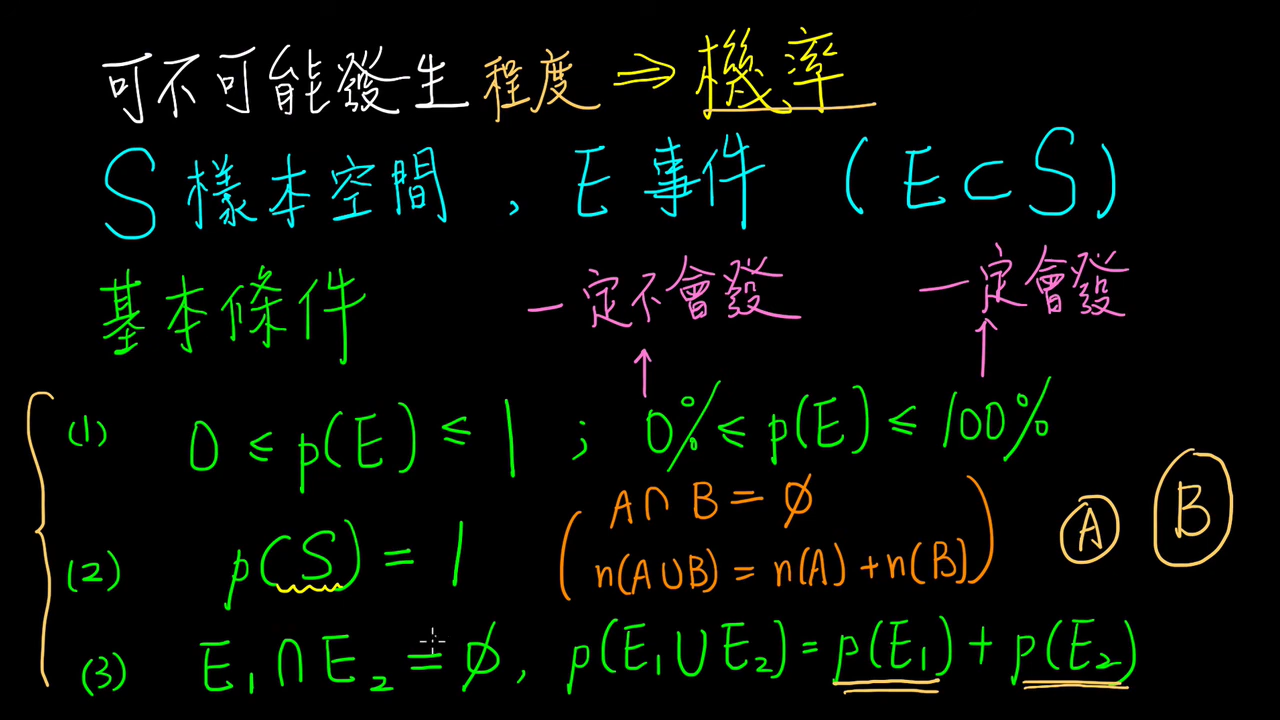 可不可能發生程度 ⇒ 機率
S 樣本空間 , E 事件 ( E ⊂ S )
基本條件
一定不會發
一定會發
(1) 0 ≤ p(E) ≤ 1 ; 0% ≤ p(E) ≤ 100%
(2) p(S) = 1
( A∩B = ∅
n(A∪B) = n(A) + n(B) )
A
B
(3) E₁∩E₂ = ∅, p(E₁∪E₂) = p(E₁) + p(E₂)